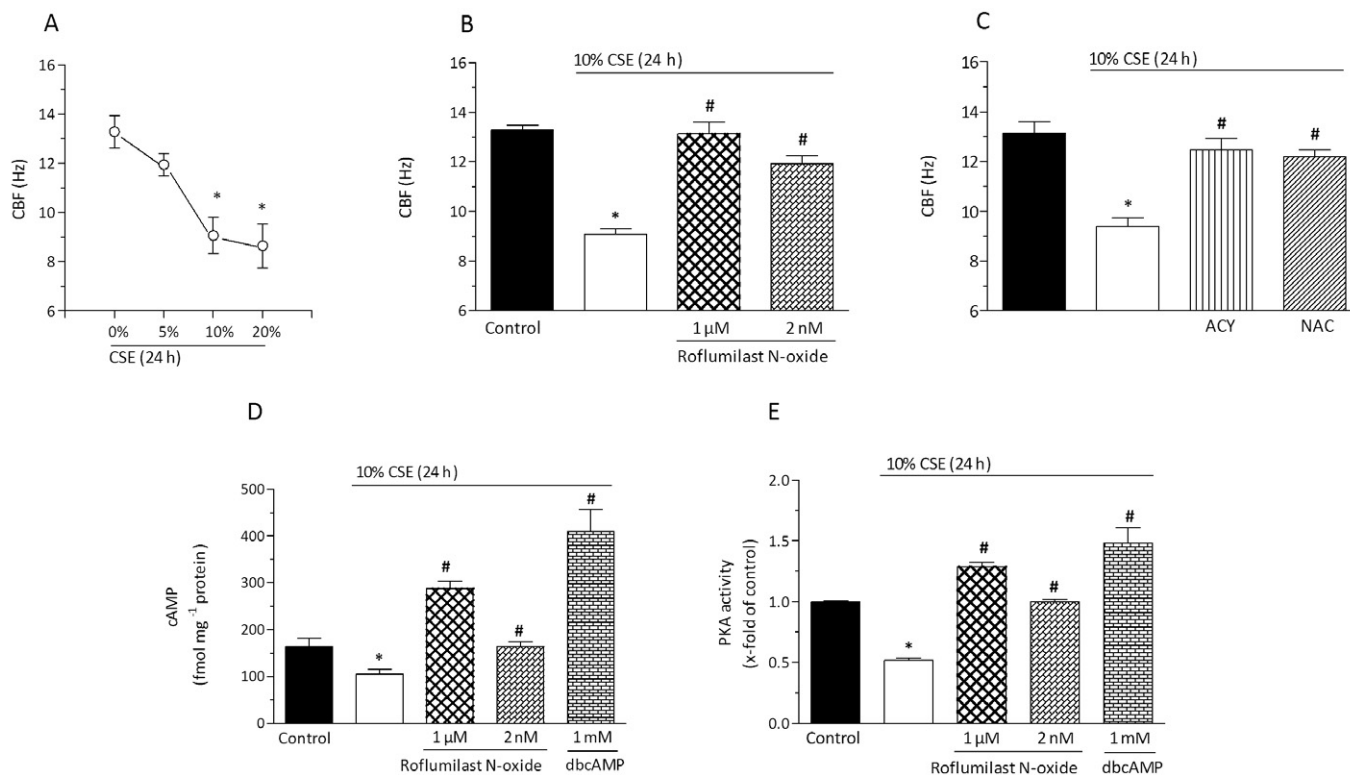 A
16
14
12
10
8
6
CBF (Hz)
*
*
0% 5% 10% 20%
CSE (24 h)
B
10% CSE (24 h)
16
14
12
10
8
6
CBF (Hz)
*
#
#
Control 1 µM 2 nM
Roflumilast N-oxide
C
10% CSE (24 h)
16
14
12
10
8
6
CBF (Hz)
*
#
#
ACY NAC
D
10% CSE (24 h)
500
400
300
200
100
0
cAMP
(fmol mg -1 protein )
*
#
#
#
Control 1 µM 2 nM 1 mM
Roflumilast N-oxide dbcAMP
E
10% CSE (24 h)
2.0
1.5
1.0
0.5
0.0
PKA activity
(x-fold of control)
*
#
#
#
Control 1 µM 2 nM 1 mM
Roflumilast N-oxide dbcAMP